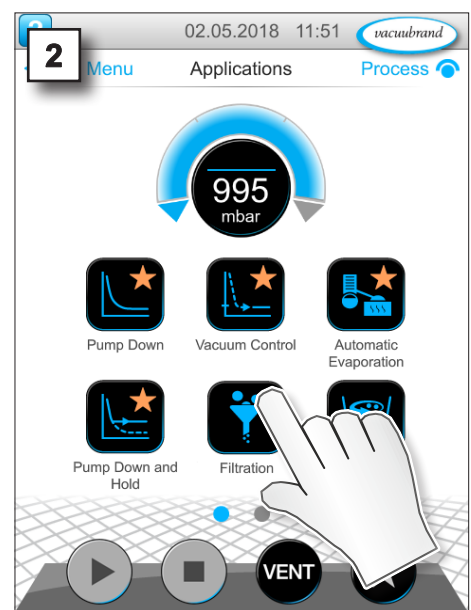 ?
02.05.2018 11:51 vacuubrand
2
Menu Applications Process
995
mbar
Pump Down Vacuum Control Automatic
Evaporation
Pump Down and
Hold
Filtration
VENT